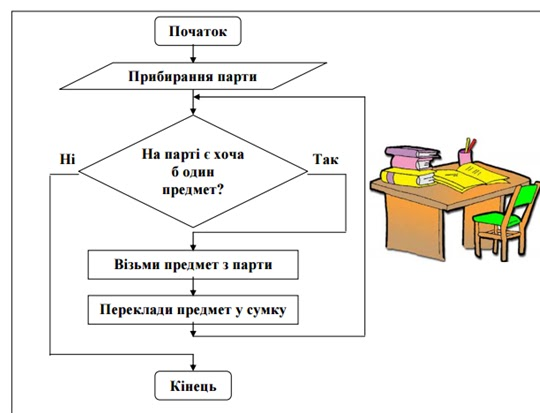 Початок
Прибирання парти
На парті є хоча
б один
предмет?
Ні
Так
Візьми предмет з парти
Переклади предмет у сумку
Кінець